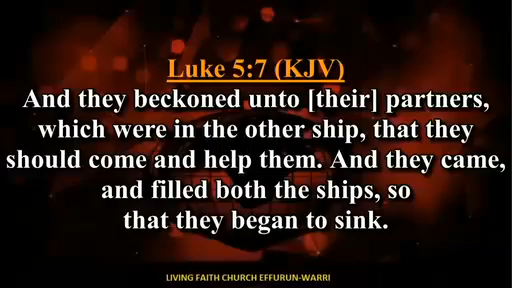 Luke 5:7 (KJV)
And they beckoned unto [their] partners,
which were in the other ship, that they
should come and help them. And they came,
and filled both the ships, so
that they began to sink.
LIVING FAITH CHURCH EFFURUN-WARRI